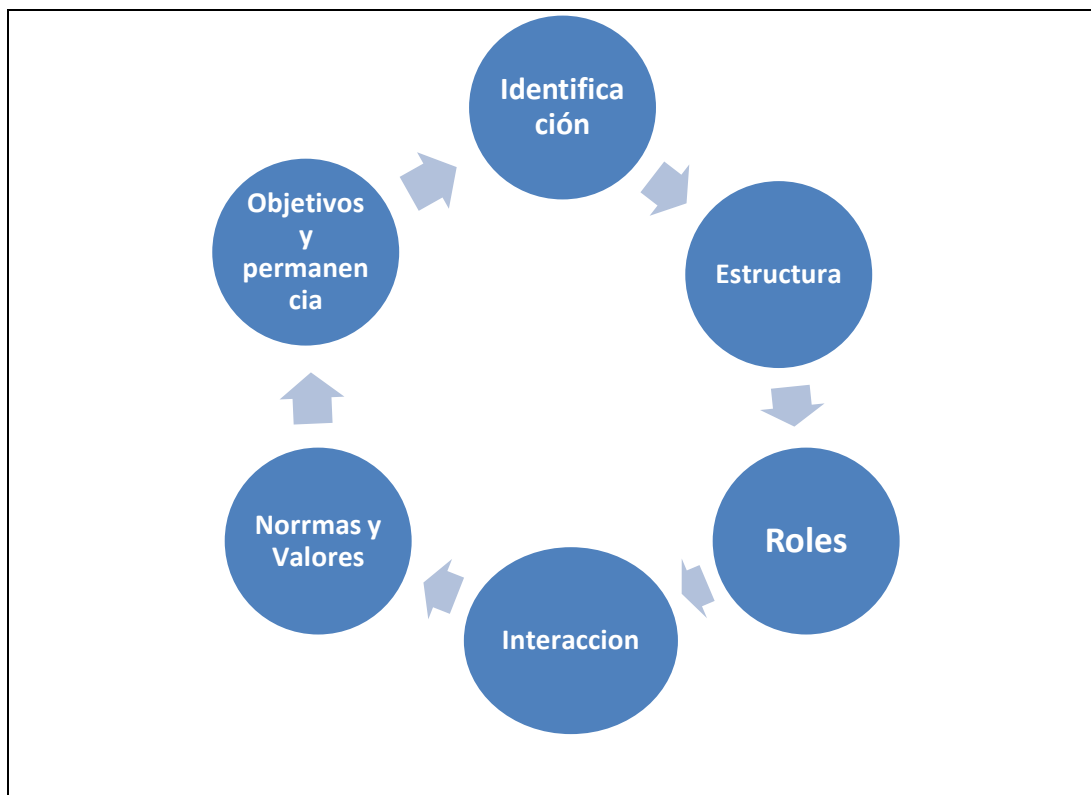 Identifica
ción
Estructura
Roles
Interaccion
Norrmas y
Valores
Objetivos
y
permanen
cia